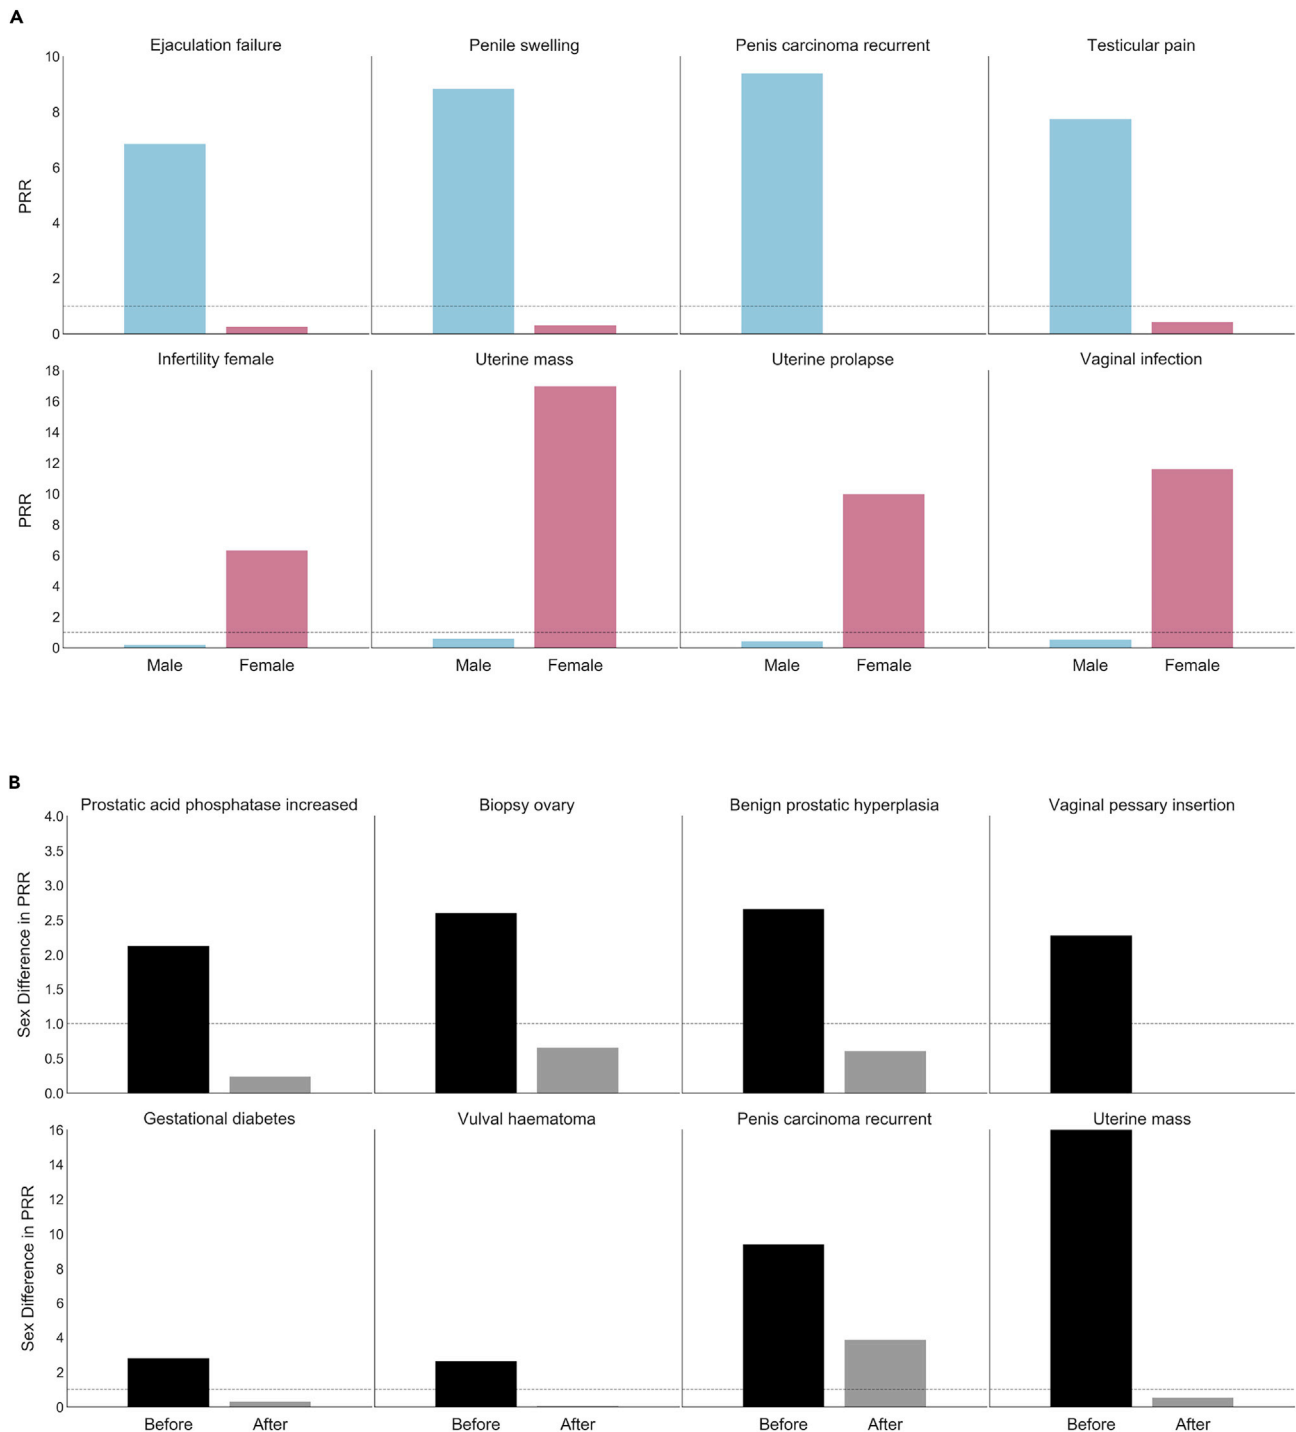 A
Ejaculation failure Penile swelling Penis carcinoma recurrent Testicular pain
10
8
6
4
2
0
PRR
Infertility female Uterine mass Uterine prolapse Vaginal infection
18
16
14
12
10
8
6
4
2
0
PRR
Male Female Male Female Male Female Male Female
B
Prostatic acid phosphatase increased Biopsy ovary Benign prostatic hyperplasia Vaginal pessary insertion
4.0
3.5
3.0
2.5
2.0
1.5
1.0
0.5
0.0
Sex Difference in PRR
Gestational diabetes Vulval haematoma Penis carcinoma recurrent Uterine mass
16
14
12
10
8
6
4
2
0
Sex Difference in PRR
Before After Before After Before After Before After